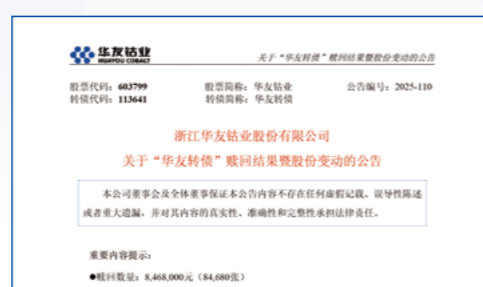 华友钴业
HUAYOU COBALT
关于“华友转债”赎回结果暨股份变动的公告
股票代码：603799 股票简称：华友钴业 公告编号：2025-110
转债代码：113641 转债简称：华友转债
浙江华友钴业股份有限公司
关于“华友转债”赎回结果暨股份变动的公告
本公司董事会及全体董事保证本公告内容不存在任何虚假记载、误导性陈述
或者重大遗漏，并对其内容的真实性、准确性和完整性承担法律责任。
重要内容提示：
●赎回数量：8,468,000元（84,680张）